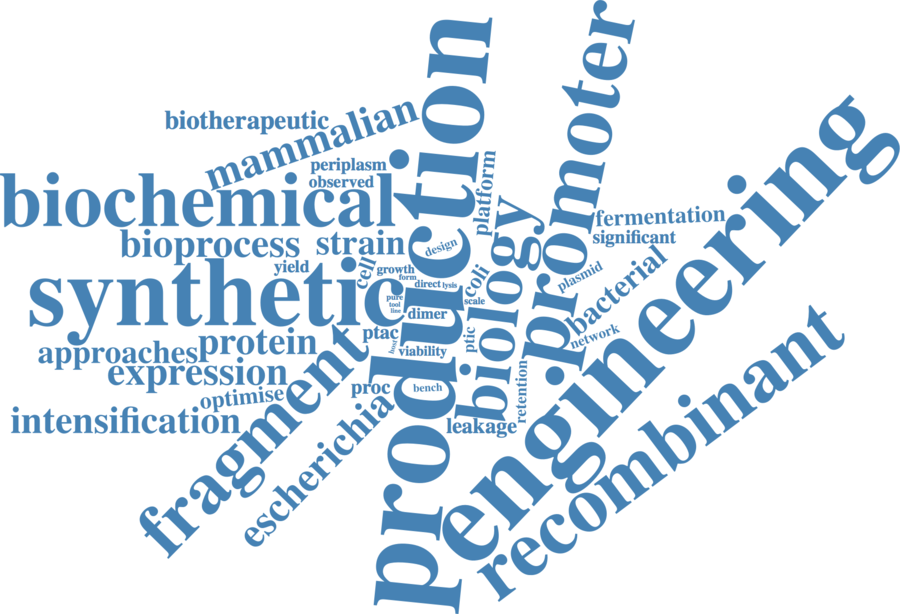 production
promoter
engineering
biotherapeutic
mammalian
periplasm
observed
biochemical
platform
fermentation
significant
bioprocess
strain
design
biology
yield
cell
growth
form
direct
lysis
coli
plasmid
bacterial
synthetic
pure
tool
line
scale
dimer
network
ptac
ptic
protein
approaches
host
viability
expression
proc
bench
retention
optimise
fragment
intensification
escherichia
leakage
recombinant